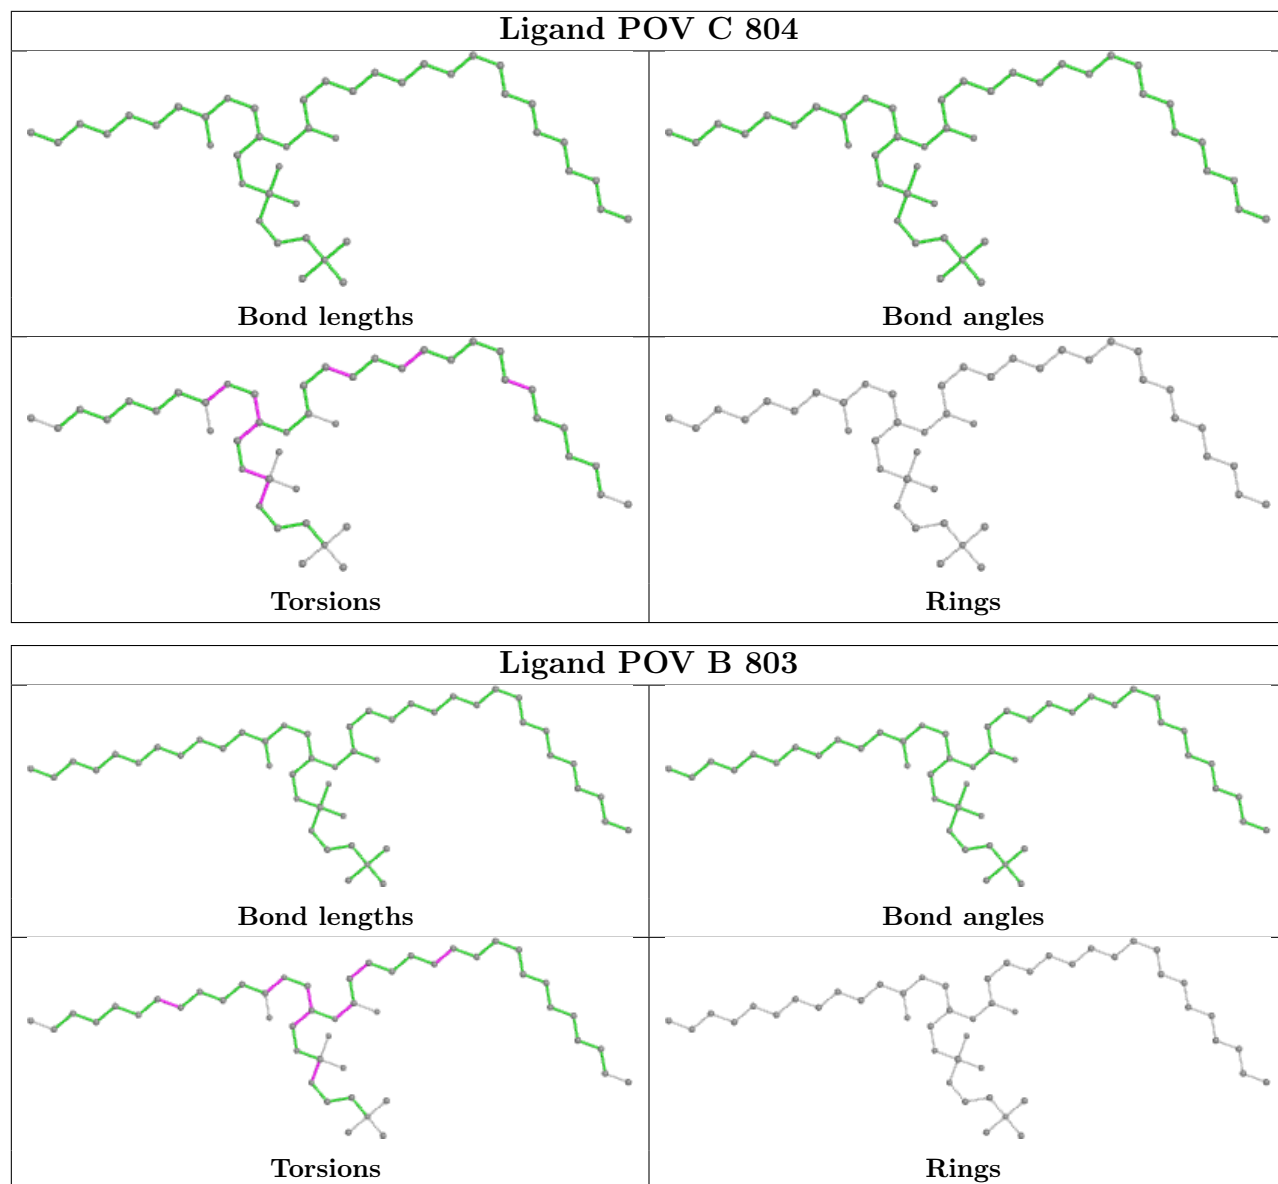 Ligand POV C 804
Bond lengths
Bond angles
Torsions
Rings
Ligand POV B 803
Bond lengths
Bond angles
Torsions
Rings